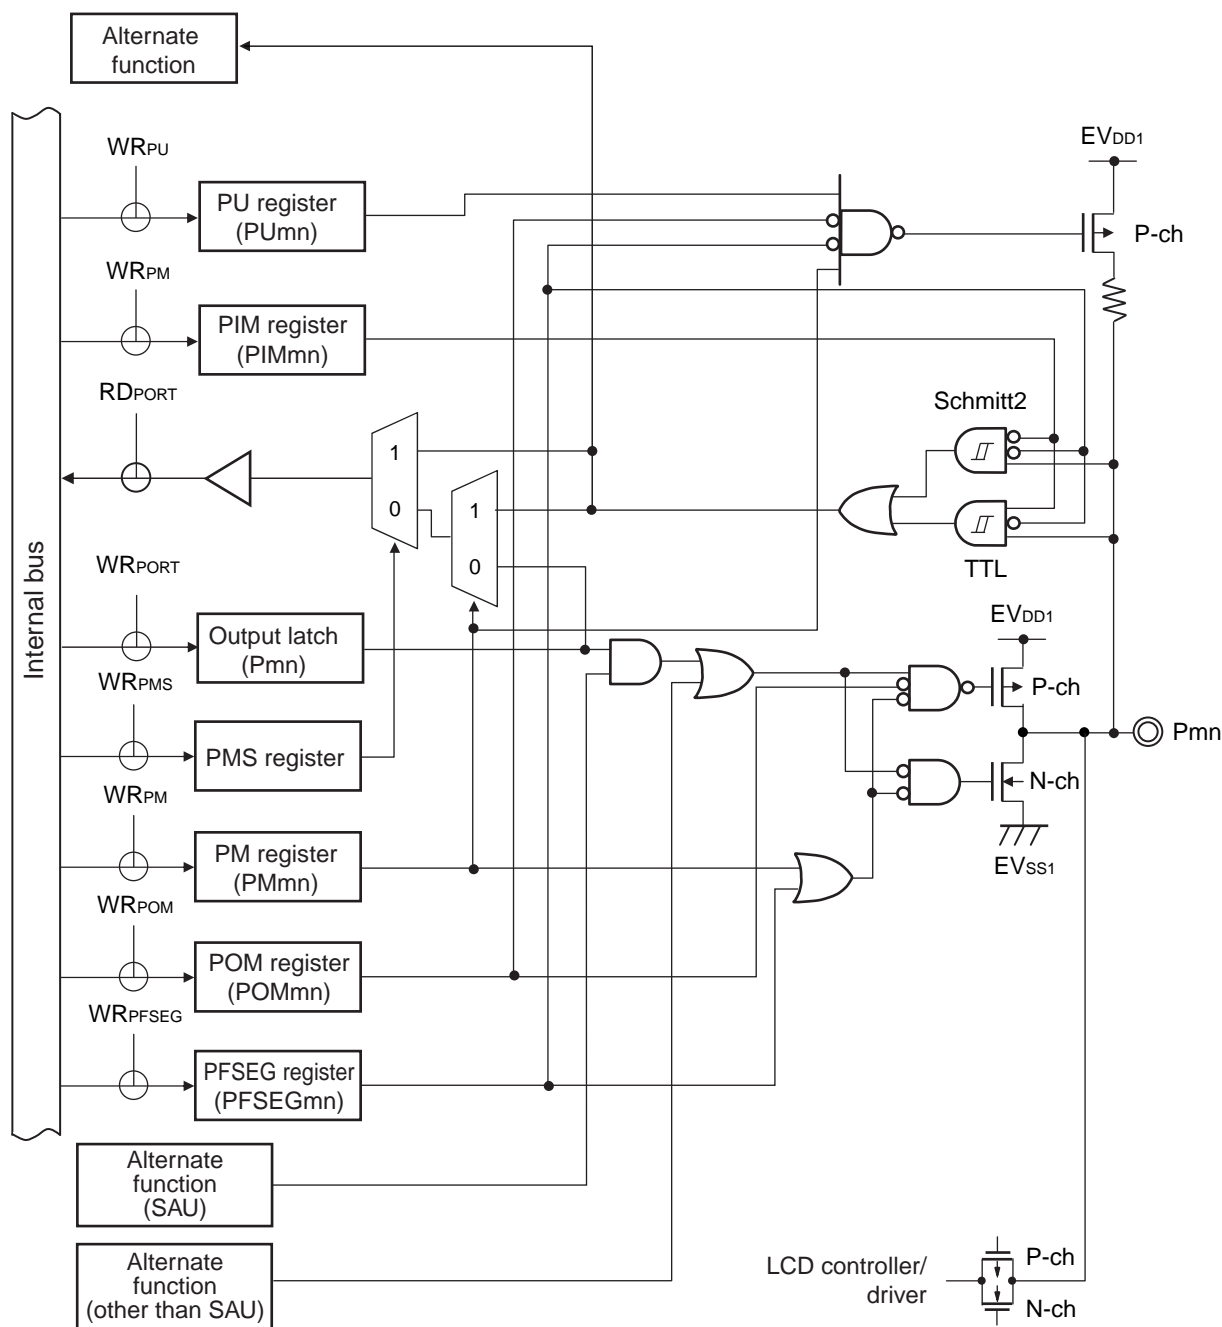 Alternate
function
WRPU
EVDD1
PU register
(PUmn)
P-ch
WRPM
PIM register
(PIMmn)
RDPORT
Schmitt2
1
0
1
0
TTL
Internal bus
WRPORT
Output latch
(Pmn)
EVDD1
P-ch
WRPMS
Pmn
PMS register
N-ch
WRPM
PM register
(PMmn)
EVSS1
WRPOM
POM register
(POMmn)
WRPFSEG
PFSEG register
(PFSEGmn)
Alternate
function
(SAU)
Alternate
function
(other than SAU)
LCD controller/
driver
P-ch
N-ch